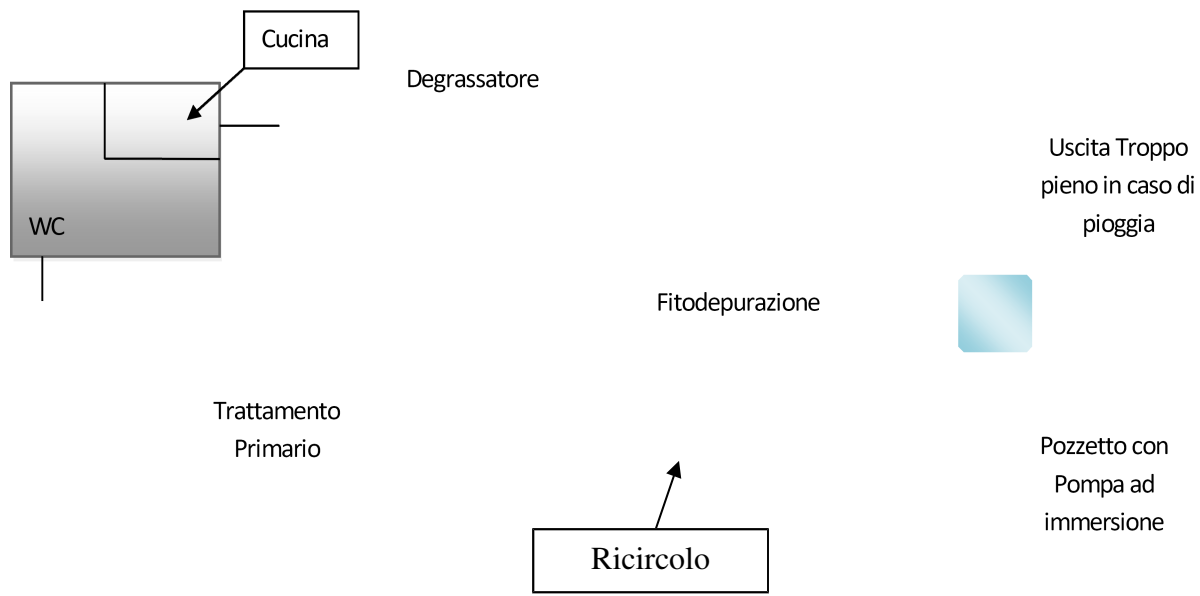 Cucina
Degrassatore
Uscita Troppo
pieno in caso di
pioggia
WC
Fitodepurazione
Trattamento
Primario
Pozzetto con
Pompa ad
immersione
Ricircolo